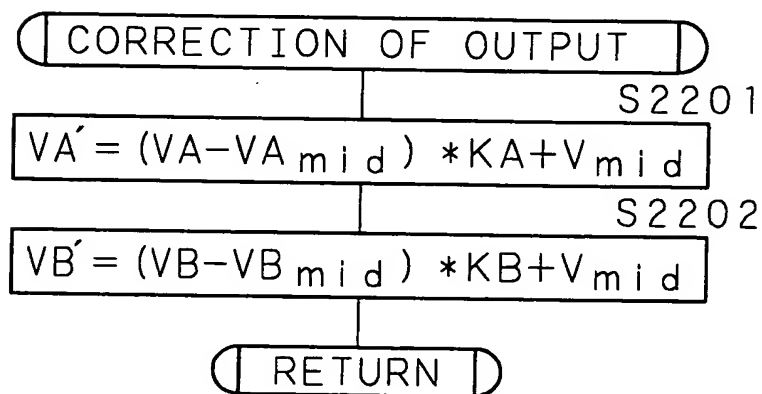 CORRECTION OF OUTPUT
S2201
VA′=(VA-VAmid)*KA+Vmid
S2202
VB′=(VB-VBmid)*KB+Vmid
RETURN